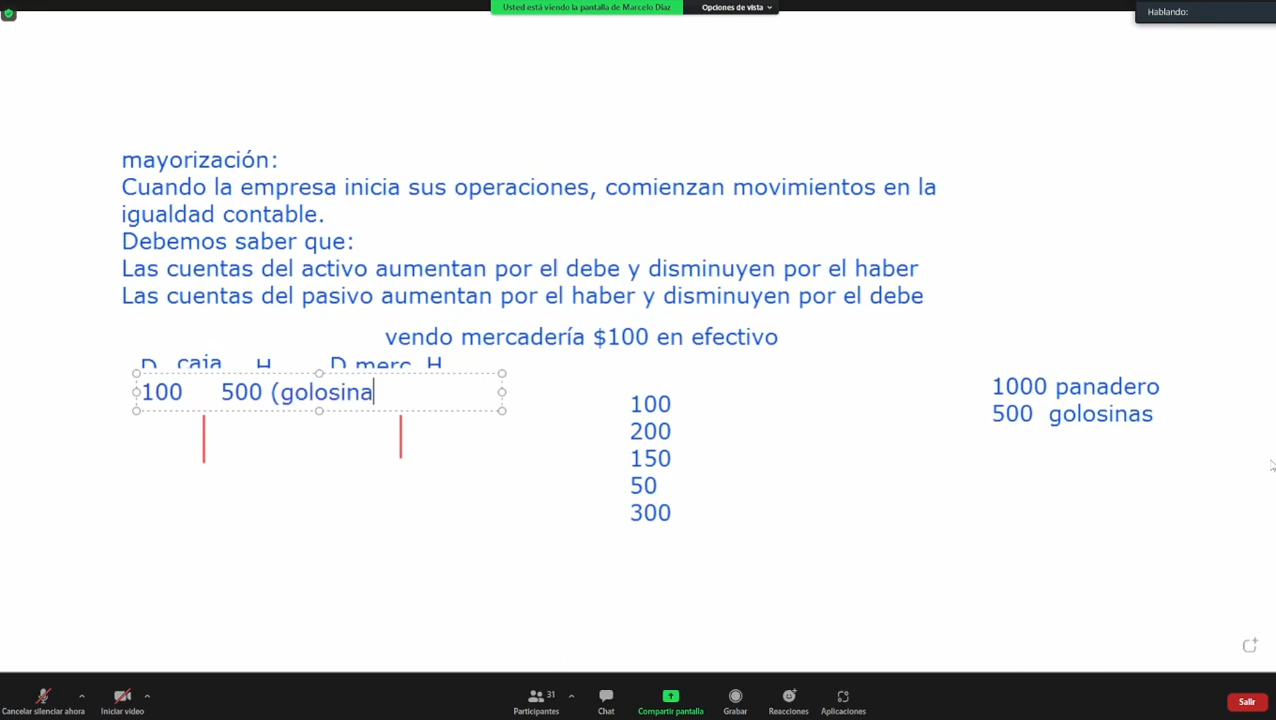 Usted está viendo la pantalla de Marcelo Díaz
Opciones de vista
Hablando:
mayorización:
Cuando la empresa inicia sus operaciones, comienzan movimientos en la
igualdad contable.
Debemos saber que:
Las cuentas del activo aumentan por el debe y disminuyen por el haber
Las cuentas del pasivo aumentan por el haber y disminuyen por el debe
vendo mercadería $100 en efectivo
D caja H D merc H
100 500 (golosina
100
200
150
50
300
1000 panadero
500 golosinas
Cancelar silenciar ahora
Iniciar video
31
Participantes
Chat
Compartir pantalla
Grabar
Reacciones
Aplicaciones
Salir